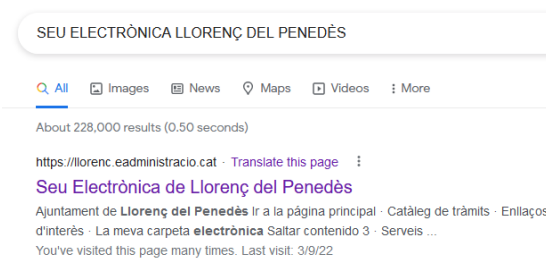 SEU ELECTRÒNICA LLORENÇ DEL PENEDÈS
All Images News Maps Videos More
About 228,000 results (0.50 seconds)
https://llorenc.eadministracio.cat · Translate this page
Seu Electrònica de Llorenç del Penedès
Ajuntament de Llorenç del Penedès Ir a la página principal · Catàleg de tràmits · Enllaços
d'interès · La meva carpeta electrònica Saltar contenido 3 · Serveis ...
You've visited this page many times. Last visit: 3/9/22